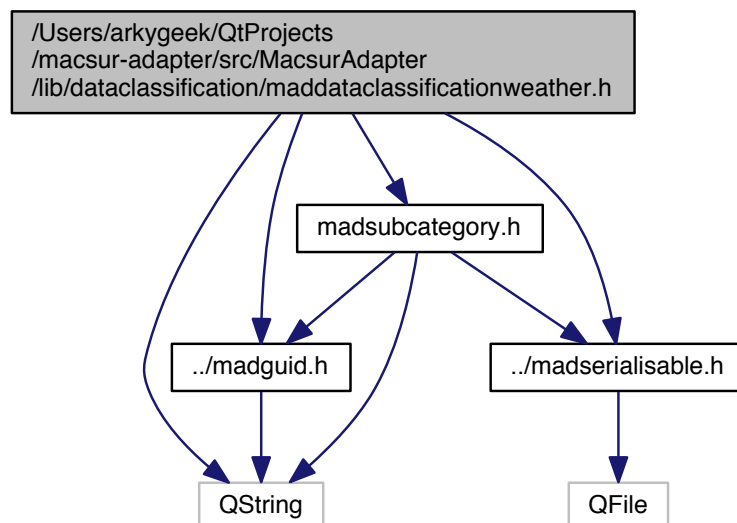 /Users/arkygeek/QtProjects
/macsur-adapter/src/MacsurAdapter
/lib/dataclassification/maddataclassificationweather.h
madsubcategory.h
../madguid.h
../madserialisable.h
QString
QFile